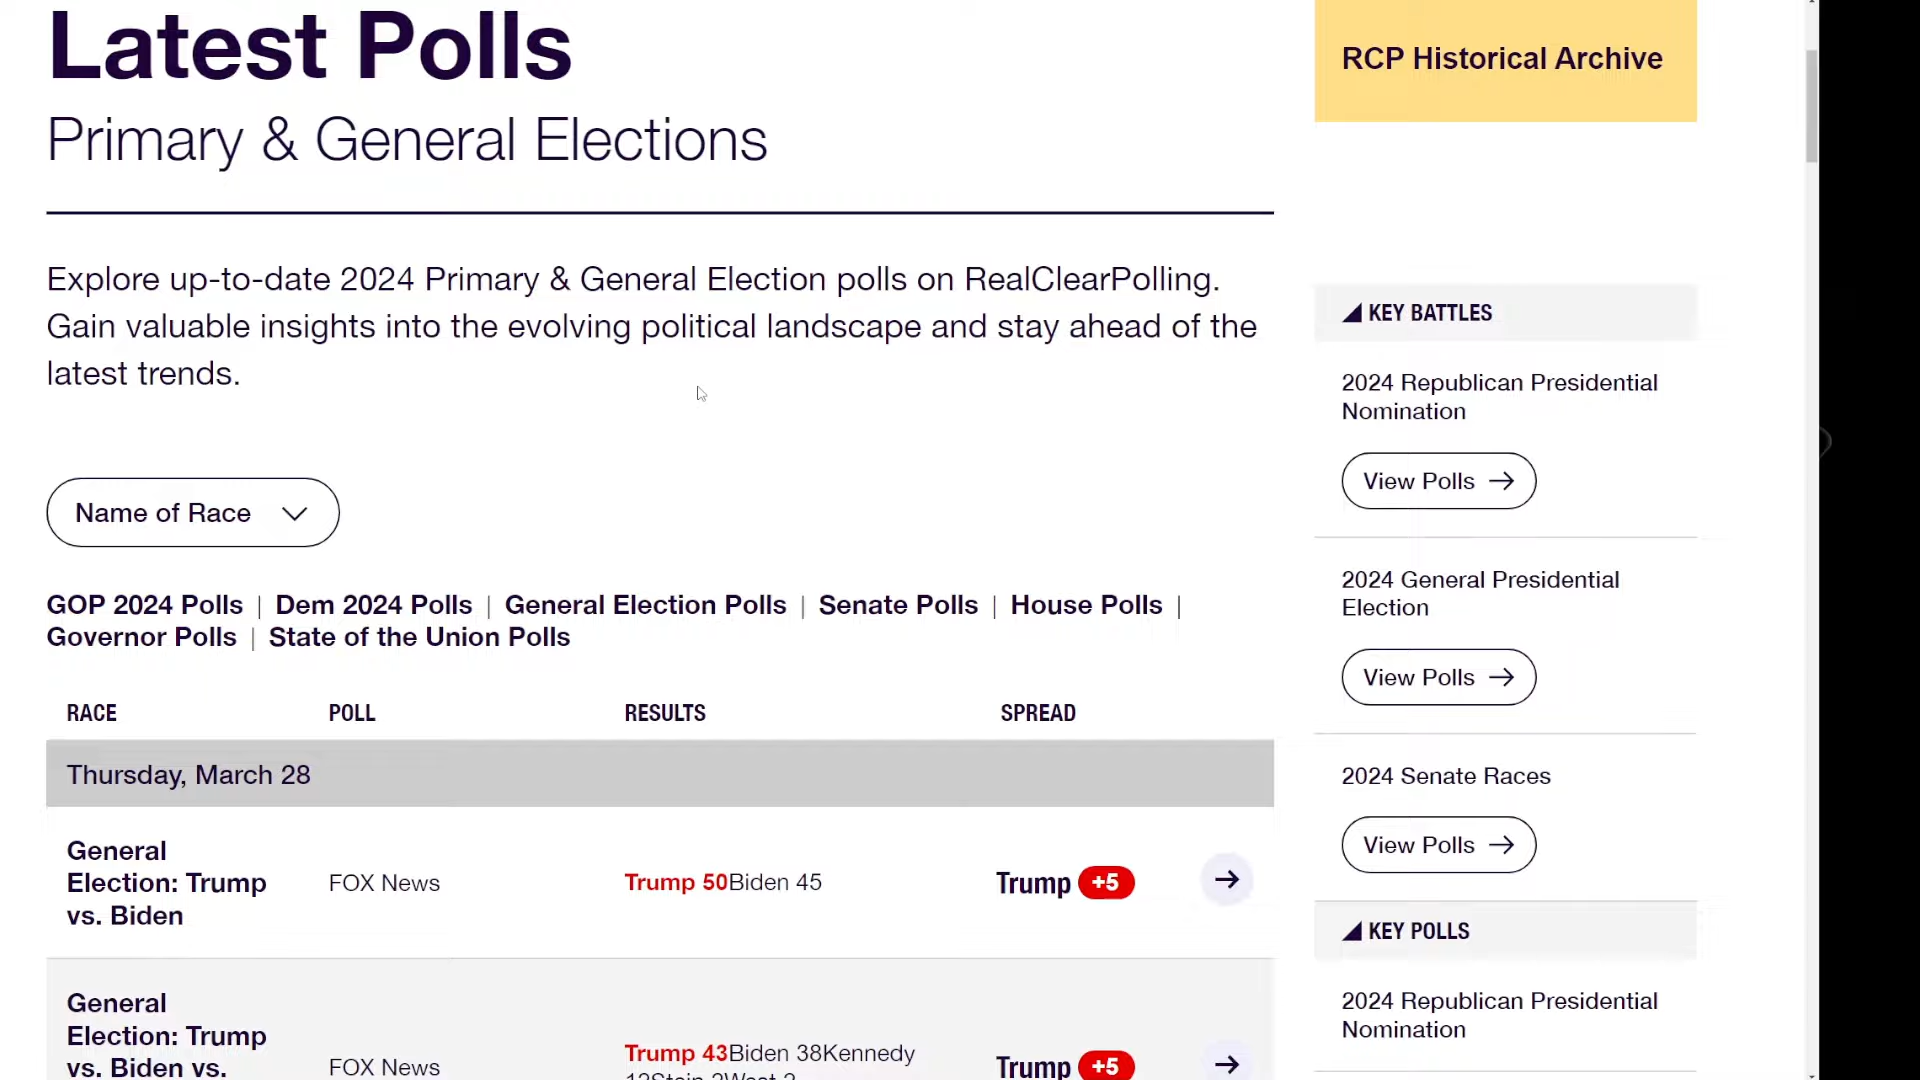 Latest Polls
Primary & General Elections
Explore up-to-date 2024 Primary & General Election polls on RealClearPolling.
Gain valuable insights into the evolving political landscape and stay ahead of the
latest trends.
Name of Race
GOP 2024 Polls | Dem 2024 Polls | General Election Polls | Senate Polls | House Polls |
Governor Polls | State of the Union Polls
RACE POLL RESULTS SPREAD
Thursday, March 28
General
Election: Trump
vs. Biden
FOX News
Trump 50Biden 45
Trump +5
General
Election: Trump
vs. Biden vs.
FOX News
Trump 43Biden 38Kennedy
Trump +5
RCP Historical Archive
KEY BATTLES
2024 Republican Presidential
Nomination
View Polls
2024 General Presidential
Election
View Polls
2024 Senate Races
View Polls
KEY POLLS
2024 Republican Presidential
Nomination